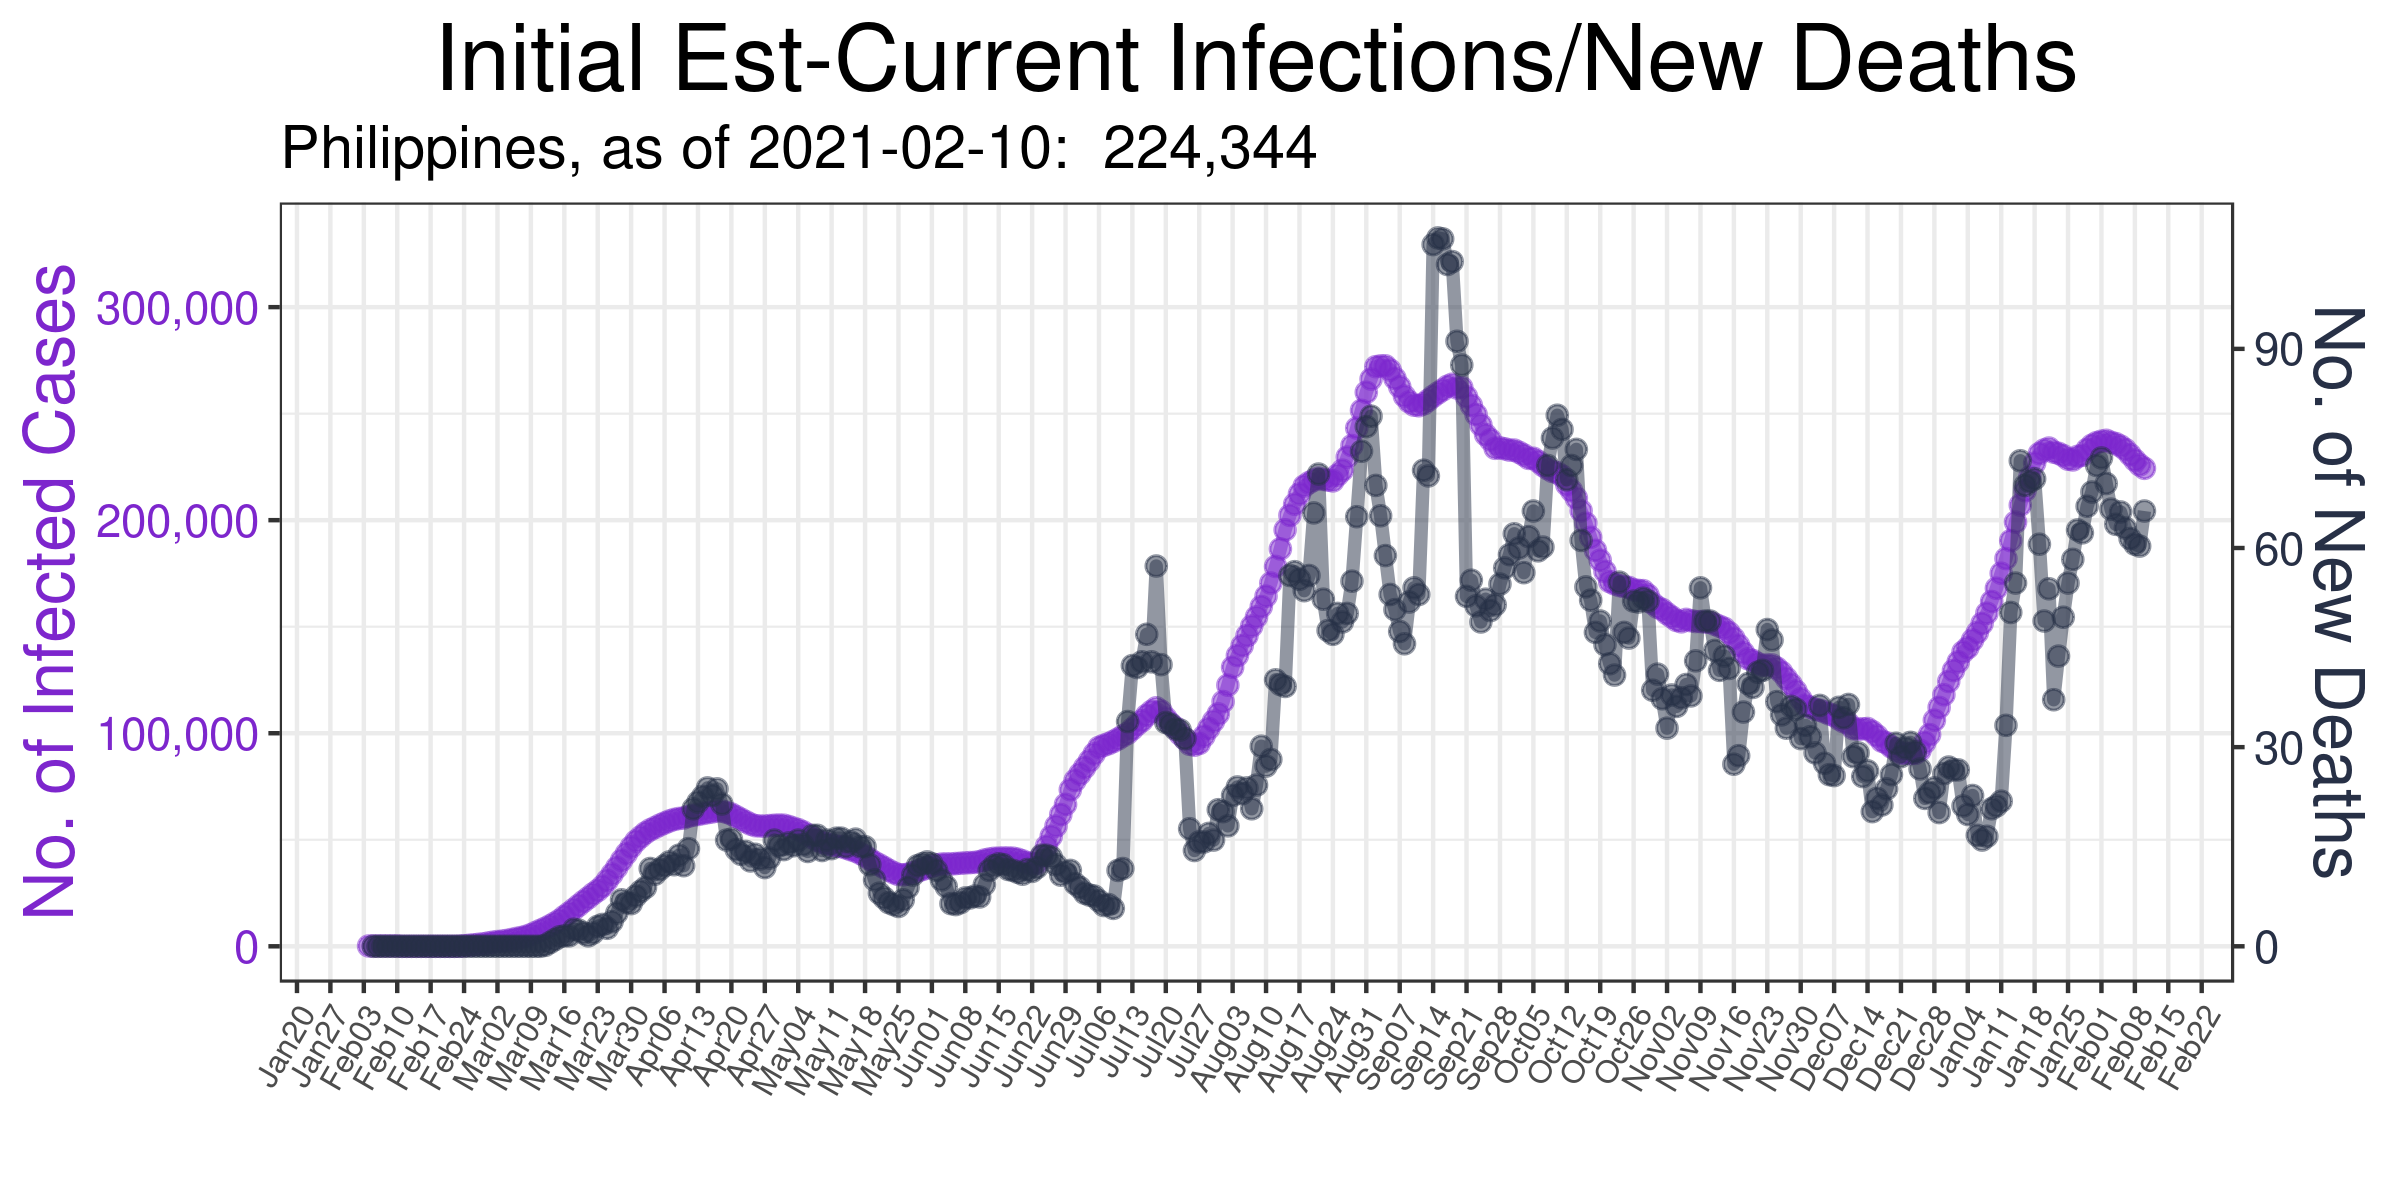 Initial Est-Current Infections/New Deaths
Philippines, as of 2021-02-10: 224,344
No. of Infected Cases
300,000
200,000
100,000
0
90
60
30
0
No. of New Deaths
Jan20
Jan27
Feb03
Feb10
Feb17
Feb24
Mar02
Mar09
Mar16
Mar23
Mar30
Apr06
Apr13
Apr20
Apr27
May04
May11
May18
May25
Jun01
Jun08
Jun15
Jun22
Jun29
Jul06
Jul13
Jul20
Jul27
Aug03
Aug10
Aug17
Aug24
Aug31
Sep07
Sep14
Sep21
Sep28
Oct05
Oct12
Oct19
Oct26
Nov02
Nov09
Nov16
Nov23
Nov30
Dec07
Dec14
Dec21
Dec28
Jan04
Jan11
Jan18
Jan25
Feb01
Feb08
Feb15
Feb22